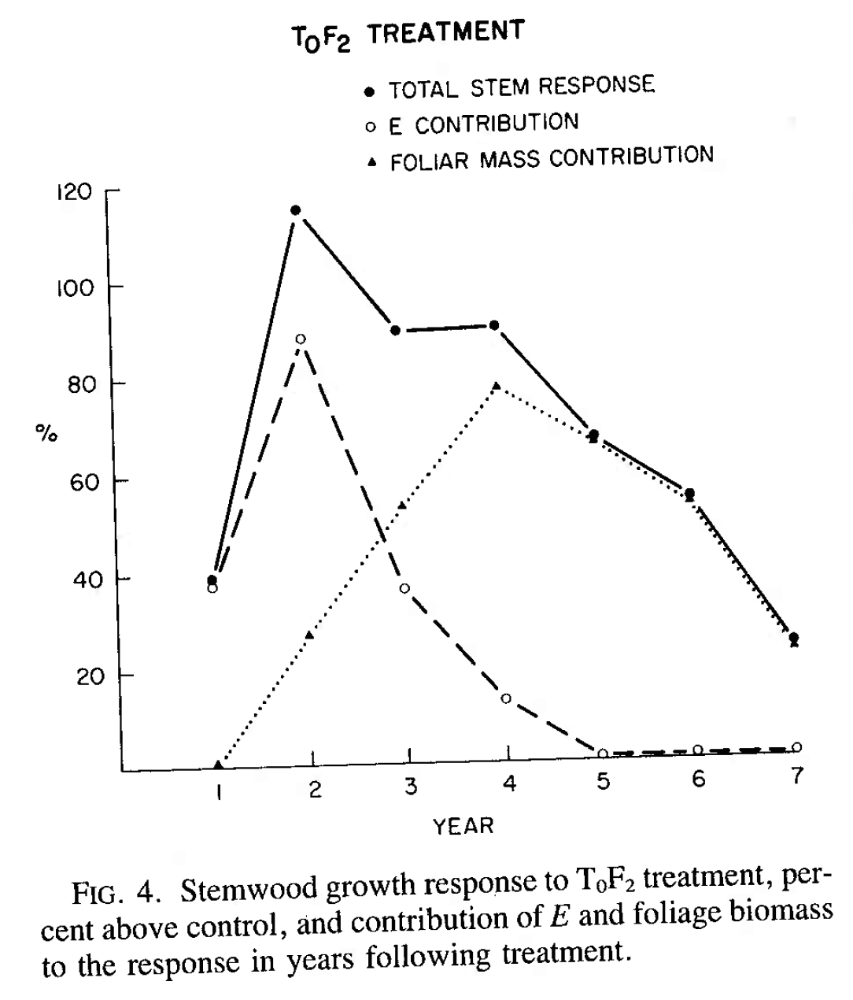 T0F2 TREATMENT
● TOTAL STEM RESPONSE
○ E CONTRIBUTION
▲ FOLIAR MASS CONTRIBUTION
120
100
80
%
60
40
20
1 2 3 4 5 6 7
YEAR
FIG. 4. Stemwood growth response to T0F2 treatment, per-
cent above control, and contribution of E and foliage biomass
to the response in years following treatment.